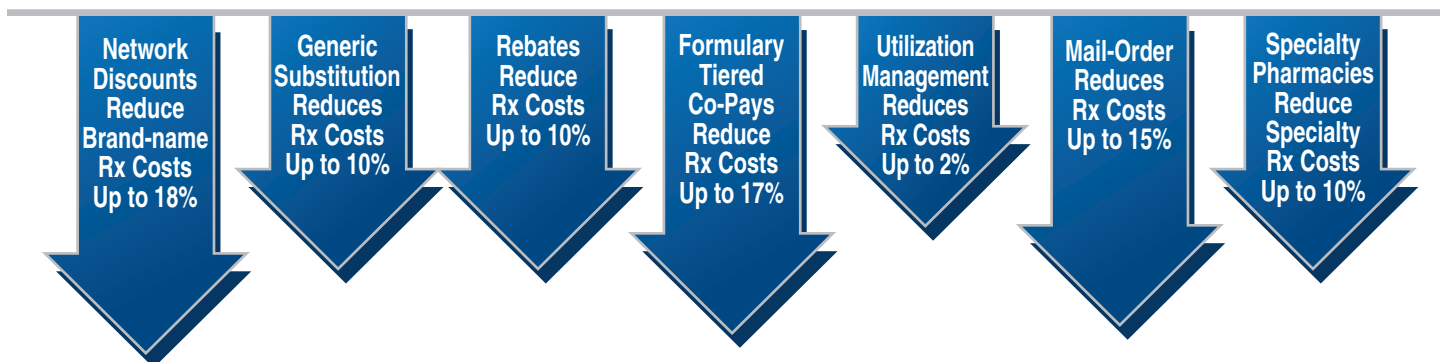 Network
Discounts
Reduce
Brand-name
Rx Costs
Up to 18%
Generic
Substitution
Reduces
Rx Costs
Up to 10%
Rebates
Reduce
Rx Costs
Up to 10%
Formulary
Tiered
Co-Pays
Reduce
Rx Costs
Up to 17%
Utilization
Management
Reduces
Rx Costs
Up to 2%
Mail-Order
Reduces
Rx Costs
Up to 15%
Specialty
Pharmacies
Reduce
Specialty
Rx Costs
Up to 10%